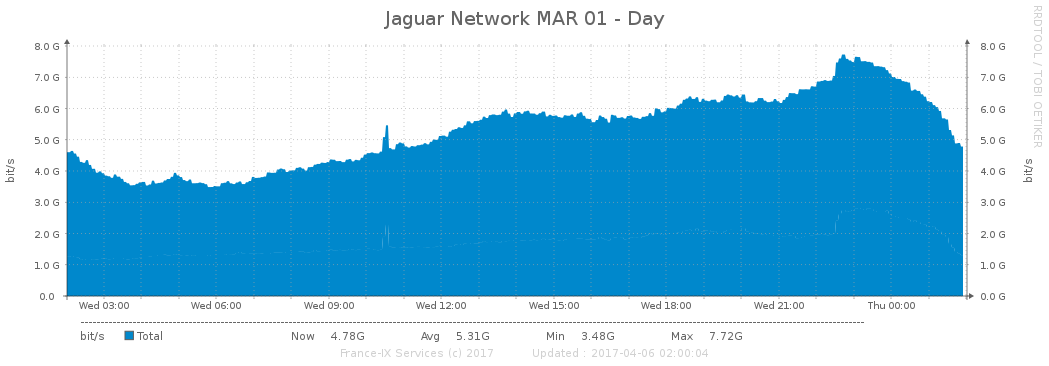 Jaguar Network MAR 01 - Day
RRDTOOL / TOBI OETIKER
8.0 G 8.0 G
7.0 G 7.0 G
6.0 G 6.0 G
5.0 G 5.0 G
4.0 G 4.0 G
3.0 G 3.0 G
2.0 G 2.0 G
1.0 G 1.0 G
0.0 0.0 G
bit/s bit/s
Wed 03:00 Wed 06:00 Wed 09:00 Wed 12:00 Wed 15:00 Wed 18:00 Wed 21:00 Thu 00:00
bit/s Total Now 4.78G Avg 5.31G Min 3.48G Max 7.72G
France-IX Services (c) 2017 Updated : 2017-04-06 02:00:04